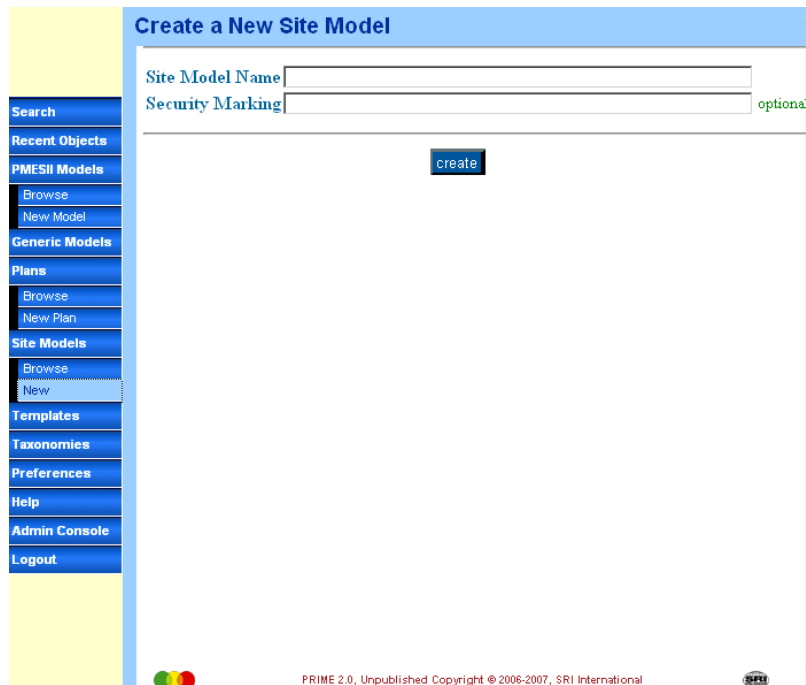 Create a New Site Model
Site Model Name
Security Marking
optional
create
Search
Recent Objects
PMESII Models
Browse
New Model
Generic Models
Plans
Browse
New Plan
Site Models
Browse
New
Templates
Taxonomies
Preferences
Help
Admin Console
Logout
PRIME 2.0, Unpublished Copyright © 2006-2007, SRI International
SRI